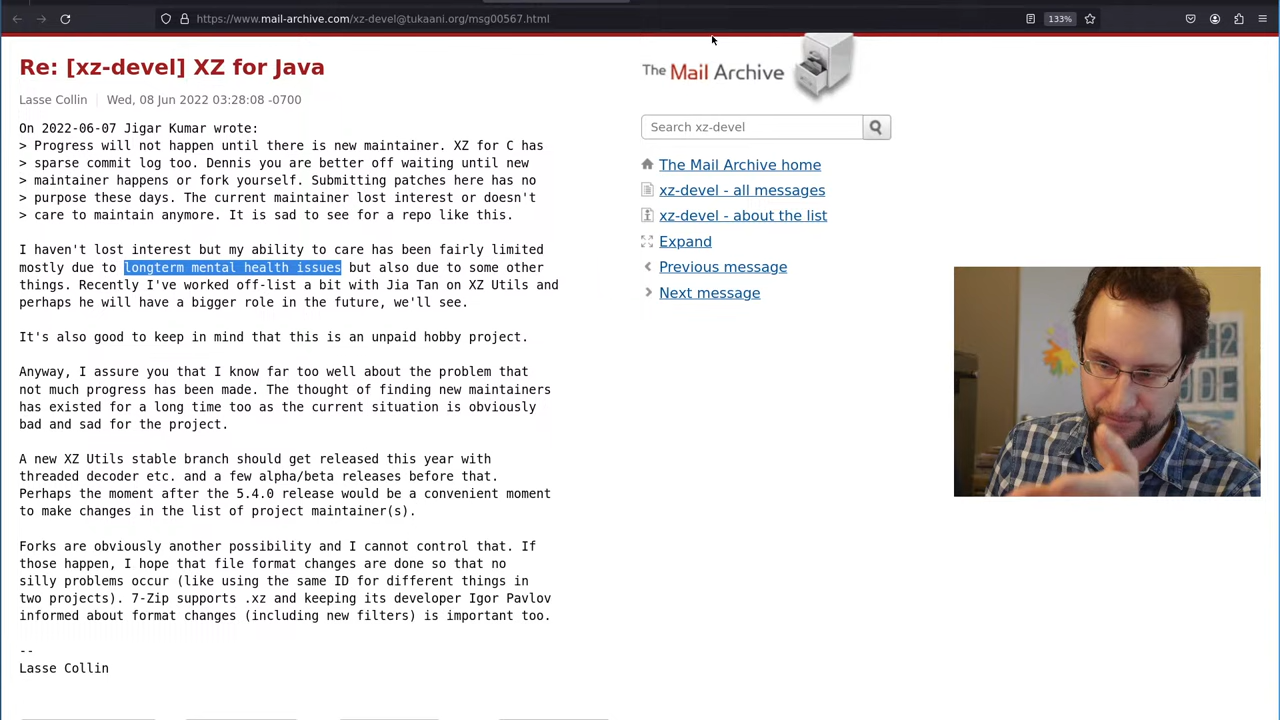 https://www.mail-archive.com/xz-devel@tukaani.org/msg00567.html
133%
Re: [xz-devel] XZ for Java
Lasse Collin
Wed, 08 Jun 2022 03:28:08 -0700
On 2022-06-07 Jigar Kumar wrote:
> Progress will not happen until there is new maintainer. XZ for C has
> sparse commit log too. Dennis you are better off waiting until new
> maintainer happens or fork yourself. Submitting patches here has no
> purpose these days. The current maintainer lost interest or doesn't
> care to maintain anymore. It is sad to see for a repo like this.
I haven't lost interest but my ability to care has been fairly limited
mostly due to longterm mental health issues but also due to some other
things. Recently I've worked off-list a bit with Jia Tan on XZ Utils and
perhaps he will have a bigger role in the future, we'll see.
It's also good to keep in mind that this is an unpaid hobby project.
Anyway, I assure you that I know far too well about the problem that
not much progress has been made. The thought of finding new maintainers
has existed for a long time too as the current situation is obviously
bad and sad for the project.
A new XZ Utils stable branch should get released this year with
threaded decoder etc. and a few alpha/beta releases before that.
Perhaps the moment after the 5.4.0 release would be a convenient moment
to make changes in the list of project maintainer(s).
Forks are obviously another possibility and I cannot control that. If
those happen, I hope that file format changes are done so that no
silly problems occur (like using the same ID for different things in
two projects). 7-Zip supports .xz and keeping its developer Igor Pavlov
informed about format changes (including new filters) is important too.
--
Lasse Collin
The Mail Archive
Search xz-devel
The Mail Archive home
xz-devel - all messages
xz-devel - about the list
Expand
Previous message
Next message